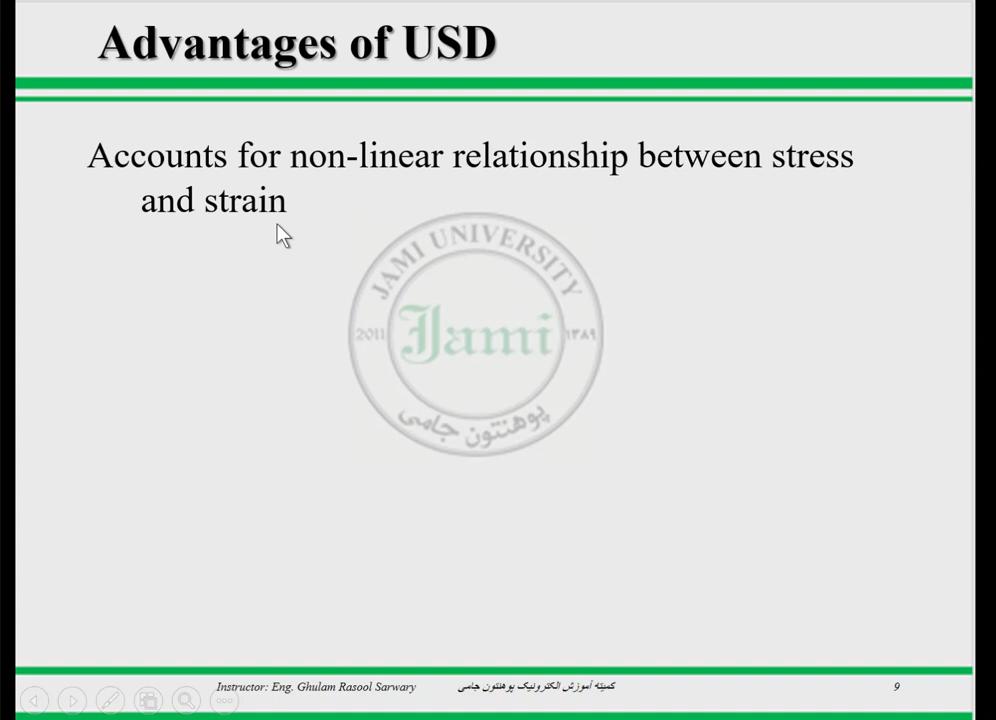 Advantages of USD
Accounts for non-linear relationship between stress
and strain
JAMI UNIVERSITY
2011
Jami
۱۳۸۹
پوهنتون جامی
Instructor: Eng. Ghulam Rasool Sarwary
کمیته آموزش الکترونیک پوهنتون جامی
9